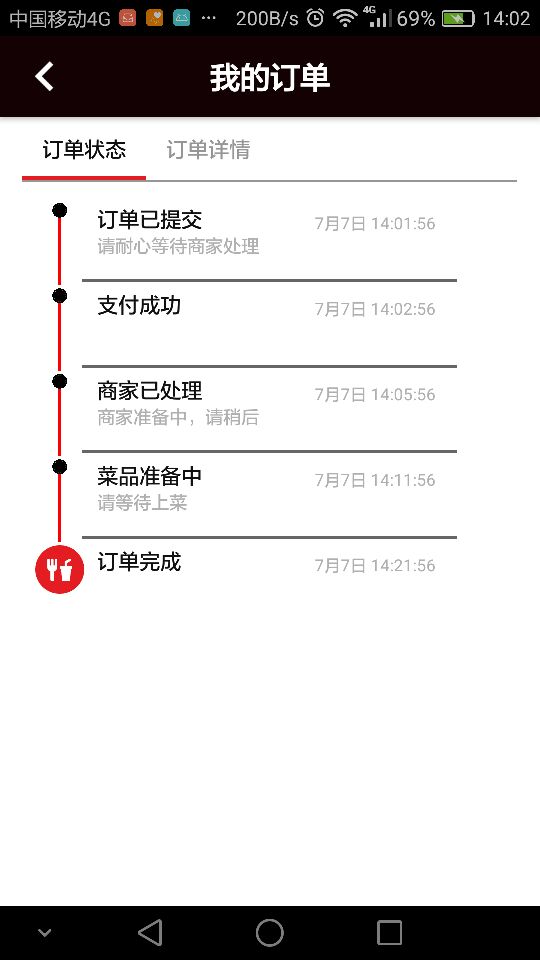 中国移动4G 200B/s 4G 69% 14:02
我的订单
订单状态 订单详情
订单已提交 7月7日 14:01:56
请耐心等待商家处理
支付成功 7月7日 14:02:56
商家已处理 7月7日 14:05:56
商家准备中，请稍后
菜品准备中 7月7日 14:11:56
请等待上菜
订单完成 7月7日 14:21:56